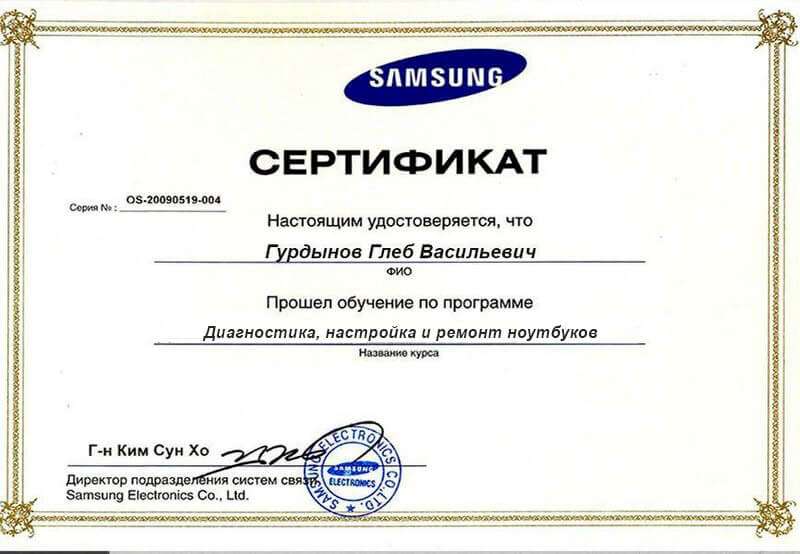 SAMSUNG
СЕРТИФИКАТ
Серия №: OS-20090519-004
Настоящим удостоверяется, что
Гурдынов Глеб Васильевич
ФИО
Прошел обучение по программе
Диагностика, настройка и ремонт ноутбуков
Название курса
Г-н Ким Сун Хо
Директор подразделения систем связи
Samsung Electronics Co., Ltd.
SAMSUNG ELECTRONICS CO., LTD.
SAMSUNG
ELECTRONICS